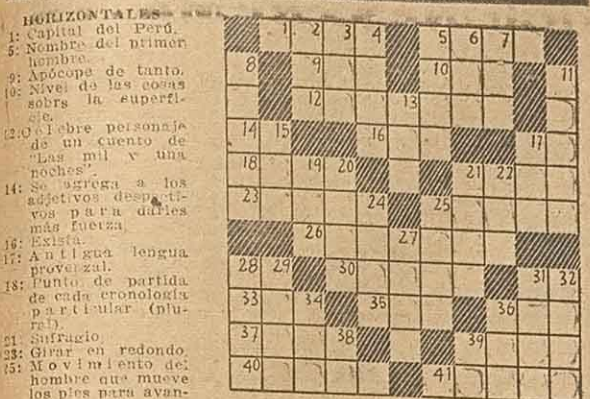 HORIZONTALES
1: Capital del Perú.
5: Nombre del primer
hombre.
9: Apócope de tanto.
10: Nivel de las cosas
sobre la superfi-
cie.
12: Célebre personaje
de un cuento de
"Las mil y una
noches".
14: Se agrega a los
adjetivos despecti-
vos para darles
más fuerza.
16: Exista.
17: Antigua lengua
provenzal.
18: Punto de partida
de cada cronología
particular (plu-
ral).
21: Sufragio.
23: Girar en redondo.
25: Movimiento del
hombre que mueve
los pies para avan-
1 2 3 4 5 6 7
8 9 10 11
12 13
14 15 16 17
18 19 20 21 22
23 24 25
26 27
28 29 30 31 32
33 34 35 36
37 38 39
40 41